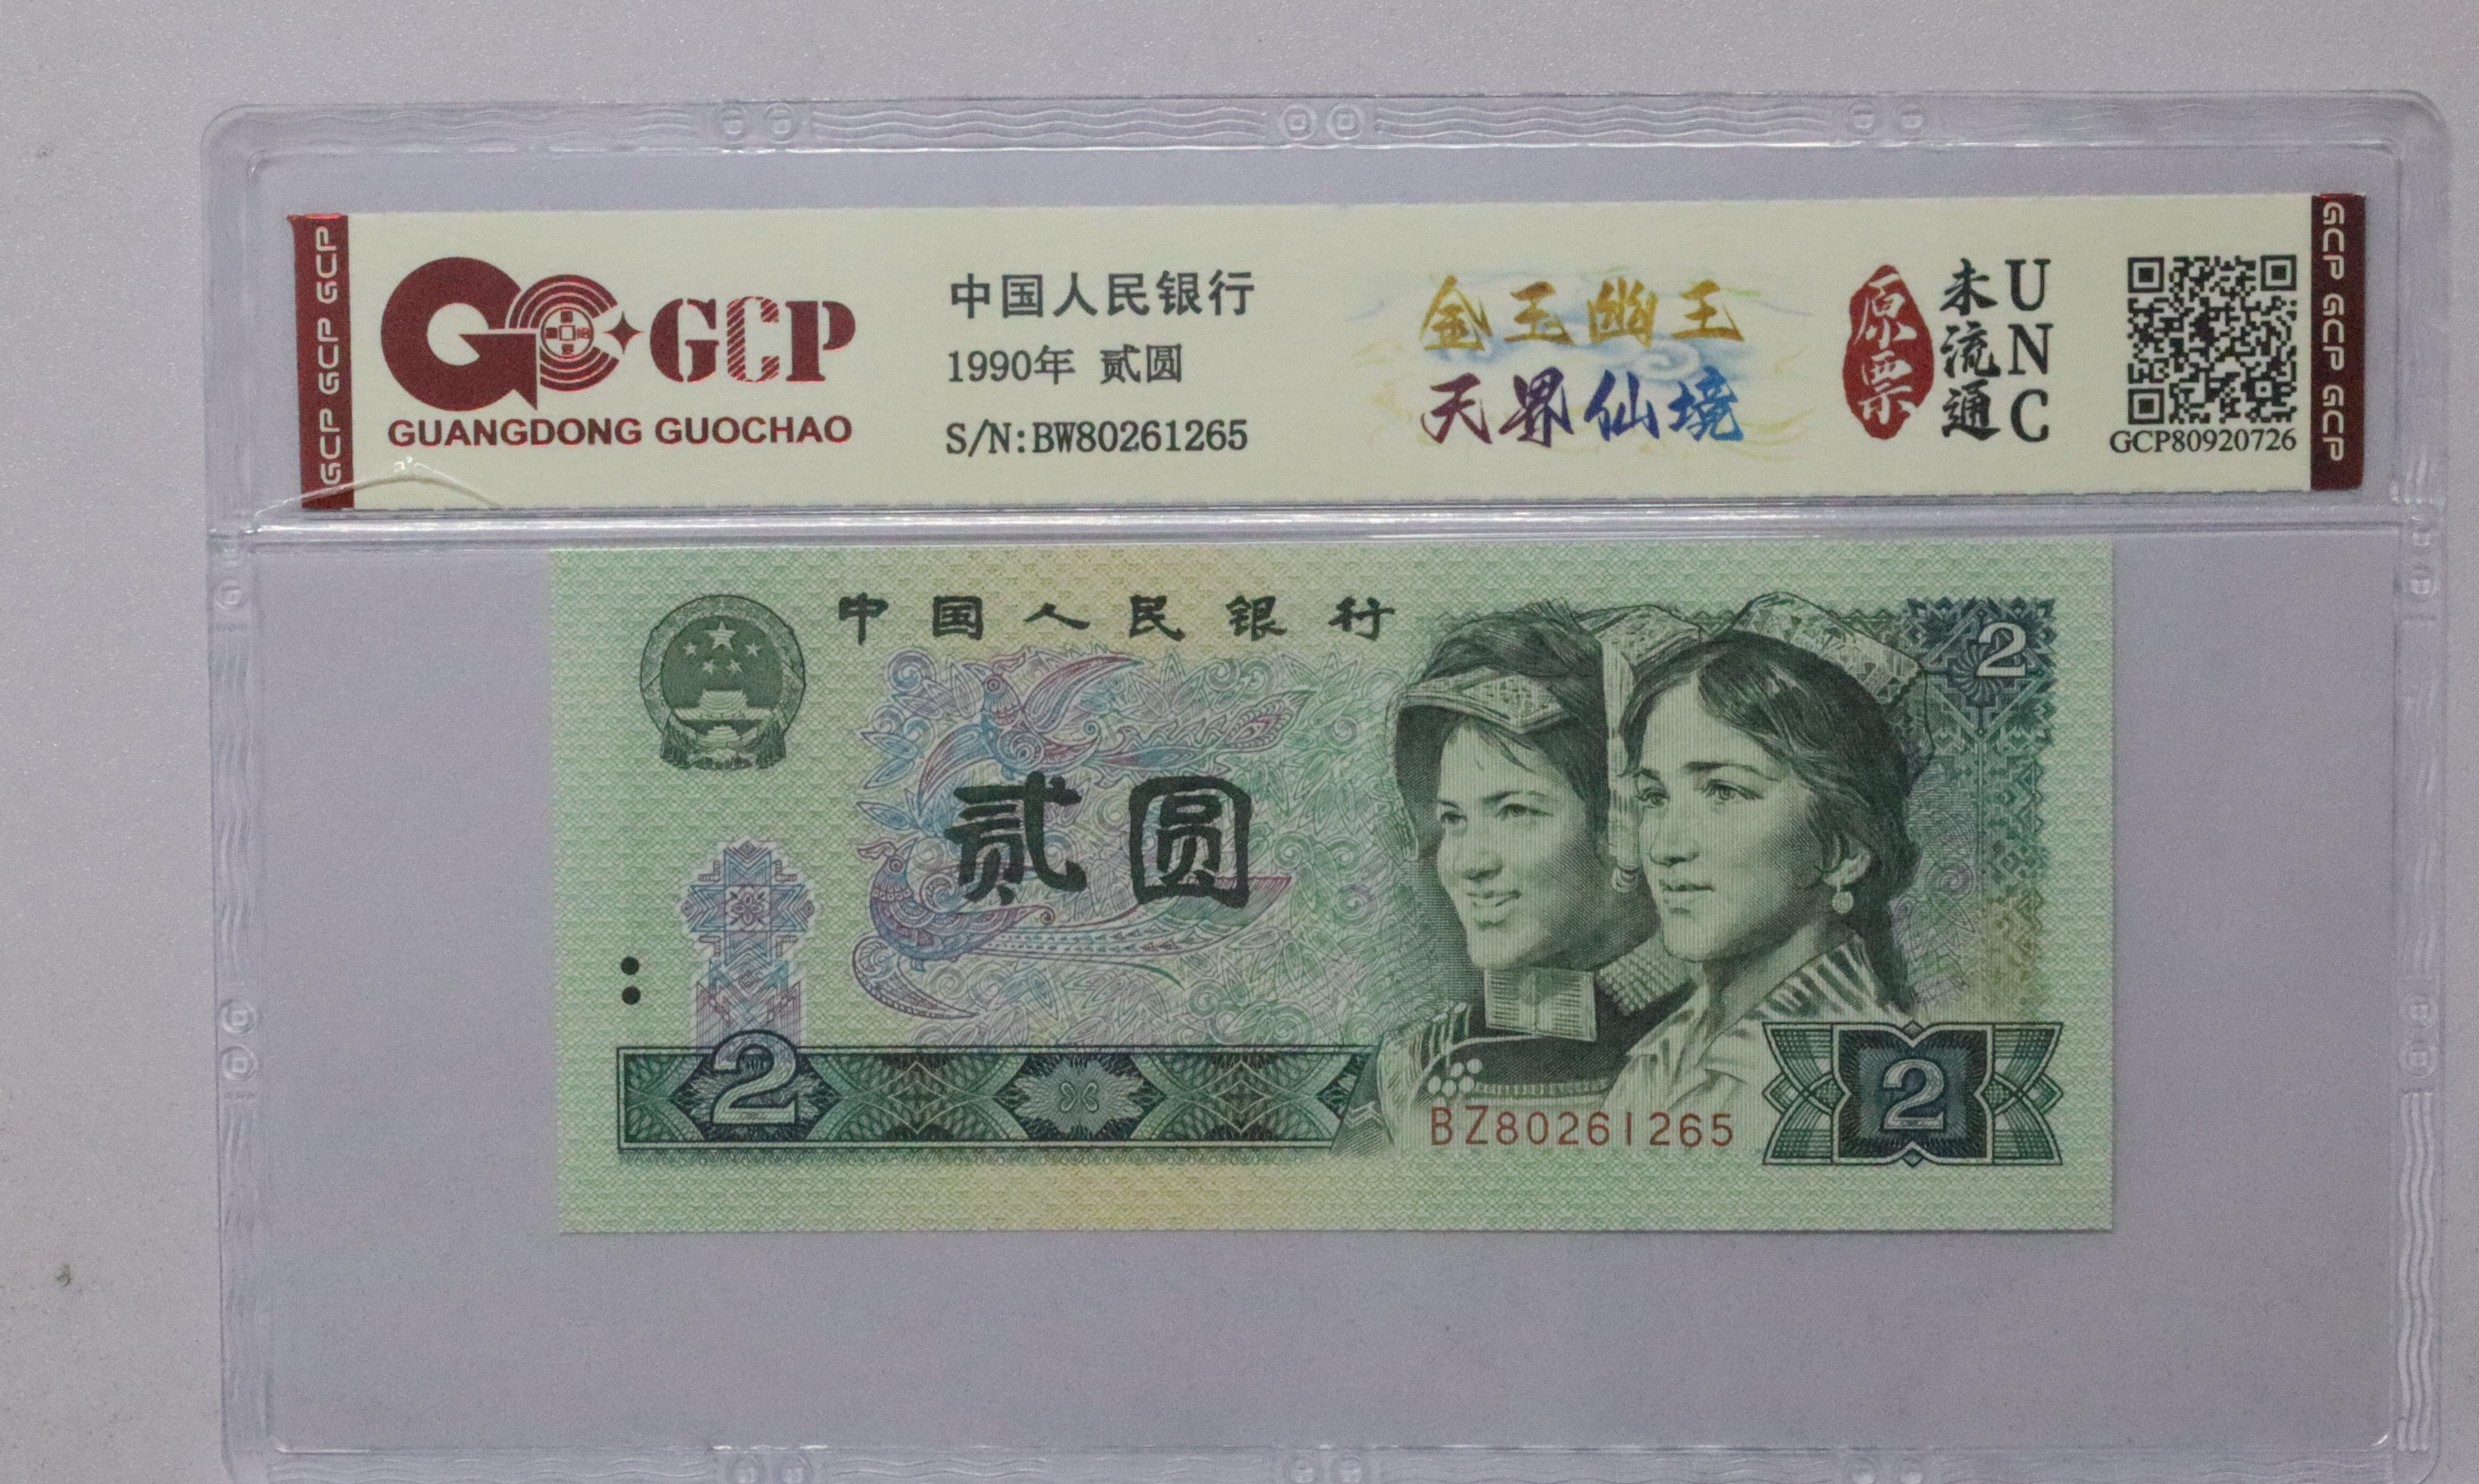 GCP GCP GCP GCP
GCP
GUANGDONG GUOCHAO
中国人民银行
1990年 贰圆
S/N:BW80261265
金玉幽王
天界仙境
原票
未流通
UNC
GCP80920726
GCP GCP GCP
中国人民银行
2
贰圆
2
BZ80261265
2